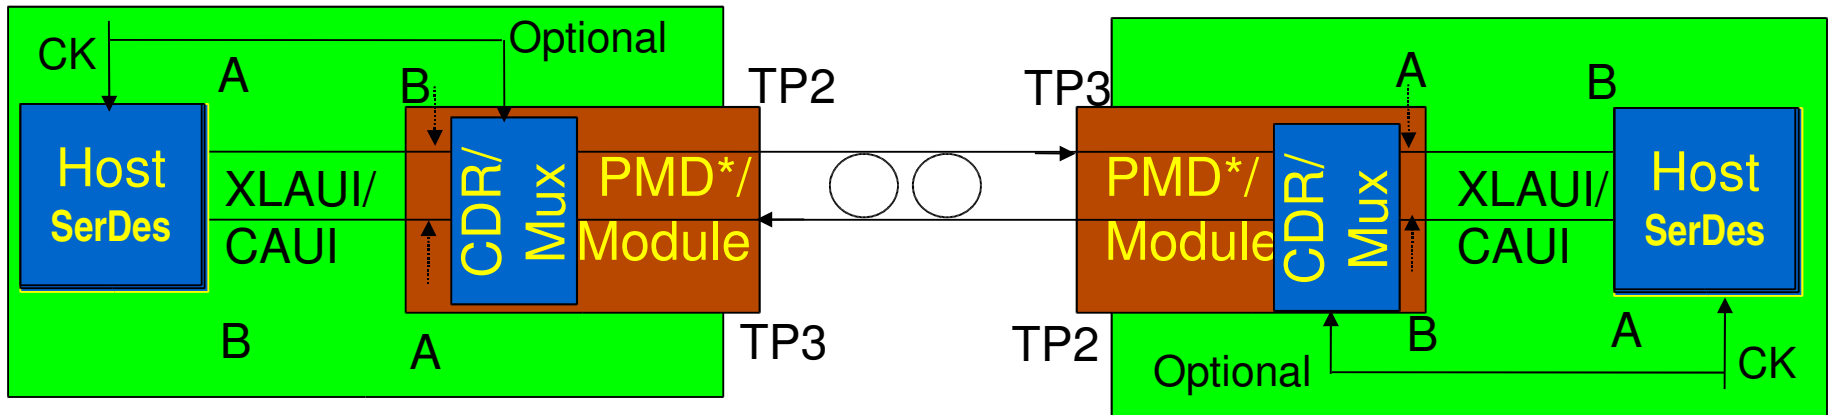 CK
Optional
A
B
TP2
Host
SerDes
XLAUI/
CAUI
CDR/
Mux
PMD*/
Module
B
A
TP3
TP3
A
B
PMD*/
Module
CDR/
Mux
XLAUI/
CAUI
Host
SerDes
TP2
B
A
Optional
CK